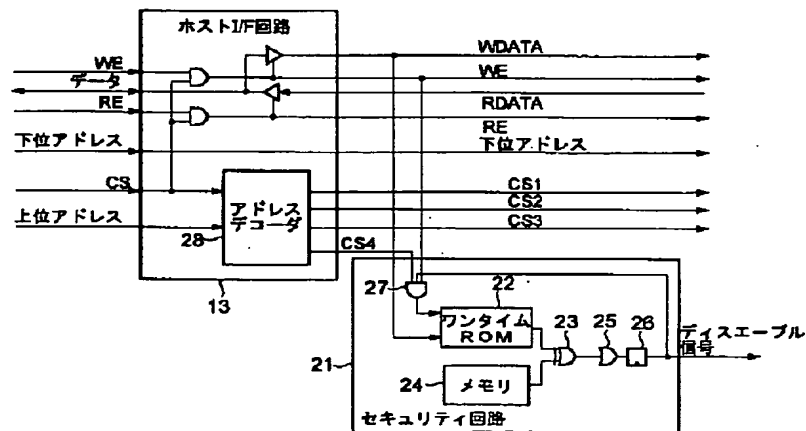 ホストI/F回路
WE
データ
RE
下位アドレス
CS
上位アドレス
アドレス
デコーダ
28
13
WDATA
WE
RDATA
RE
下位アドレス
CS1
CS2
CS3
CS4
27
22
ワンタイム
ROM
23
25
26
ディスエーブル
信号
21
24
メモリ
セキュリティ回路